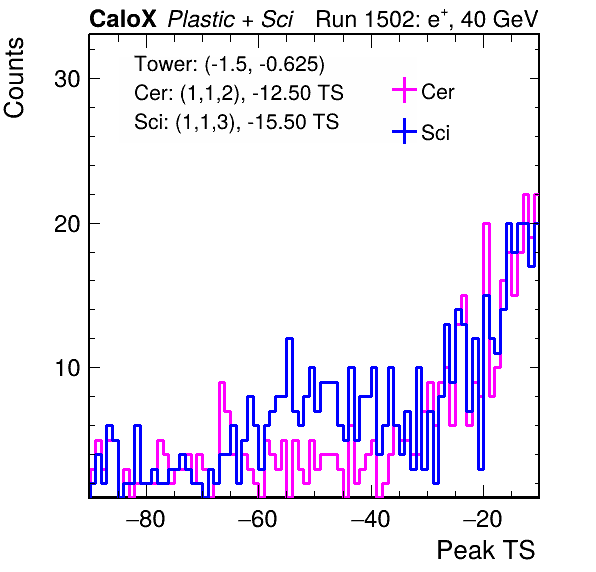 CaloX Plastic + Sci Run 1502: e+, 40 GeV
Counts
Tower: (-1.5, -0.625)
Cer: (1,1,2), -12.50 TS
Sci: (1,1,3), -15.50 TS
Cer
Sci
30
20
10
−80 −60 −40 −20
Peak TS